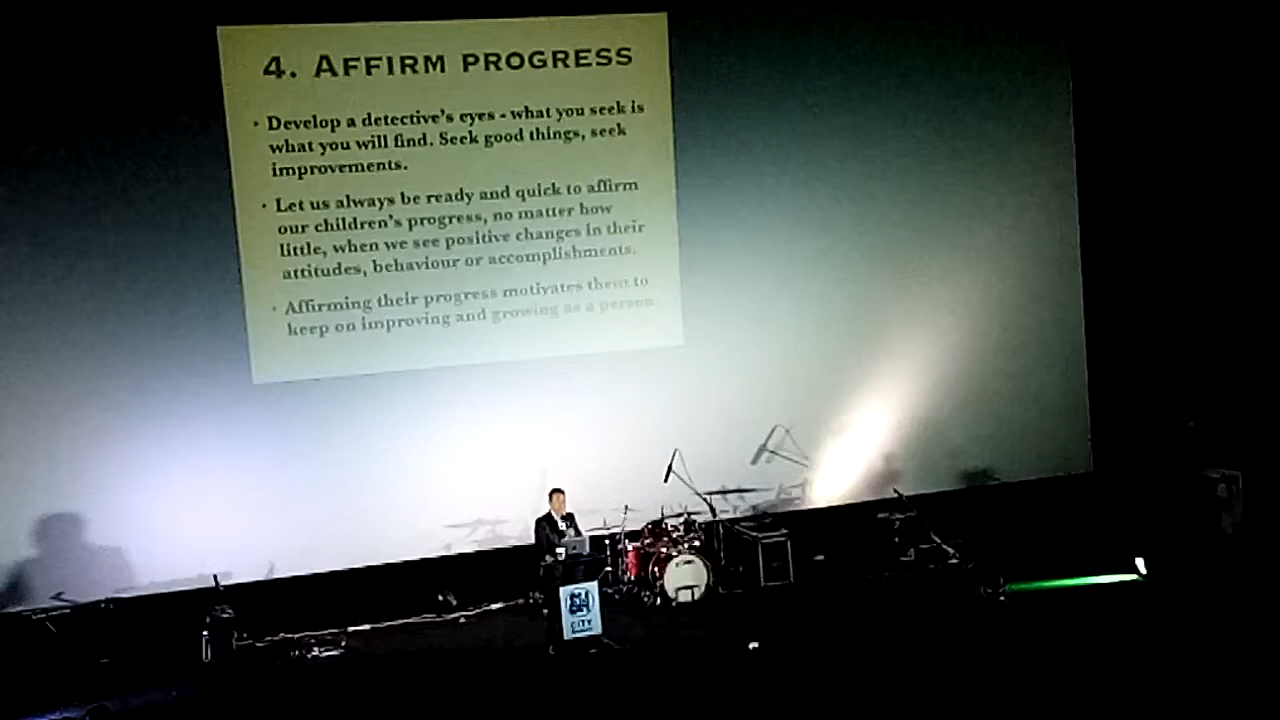 4. AFFIRM PROGRESS
• Develop a detective's eyes - what you seek is
what you will find. Seek good things, seek
improvements.
• Let us always be ready and quick to affirm
our children's progress, no matter how
little, when we see positive changes in their
attitudes, behaviour or accomplishments.
• Affirming their progress motivates them to
keep on improving and growing as a person.
SM
CITY